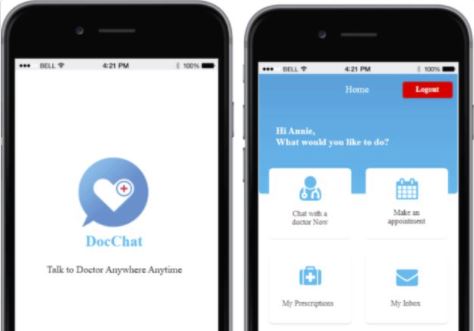 BELL 4:21 PM 100%
DocChat
Talk to Doctor Anywhere Anytime
BELL 4:21 PM 100%
Home Logout
Hi Annie,
What would you like to do?
Chat with a
doctor Now
Make an
appointment
My Prescriptions
My Inbox